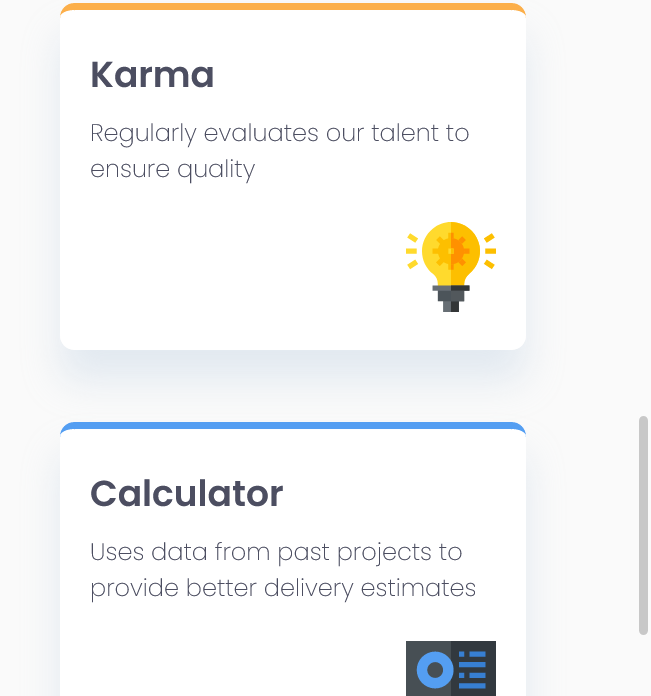 Karma
Regularly evaluates our talent to
ensure quality
Calculator
Uses data from past projects to
provide better delivery estimates